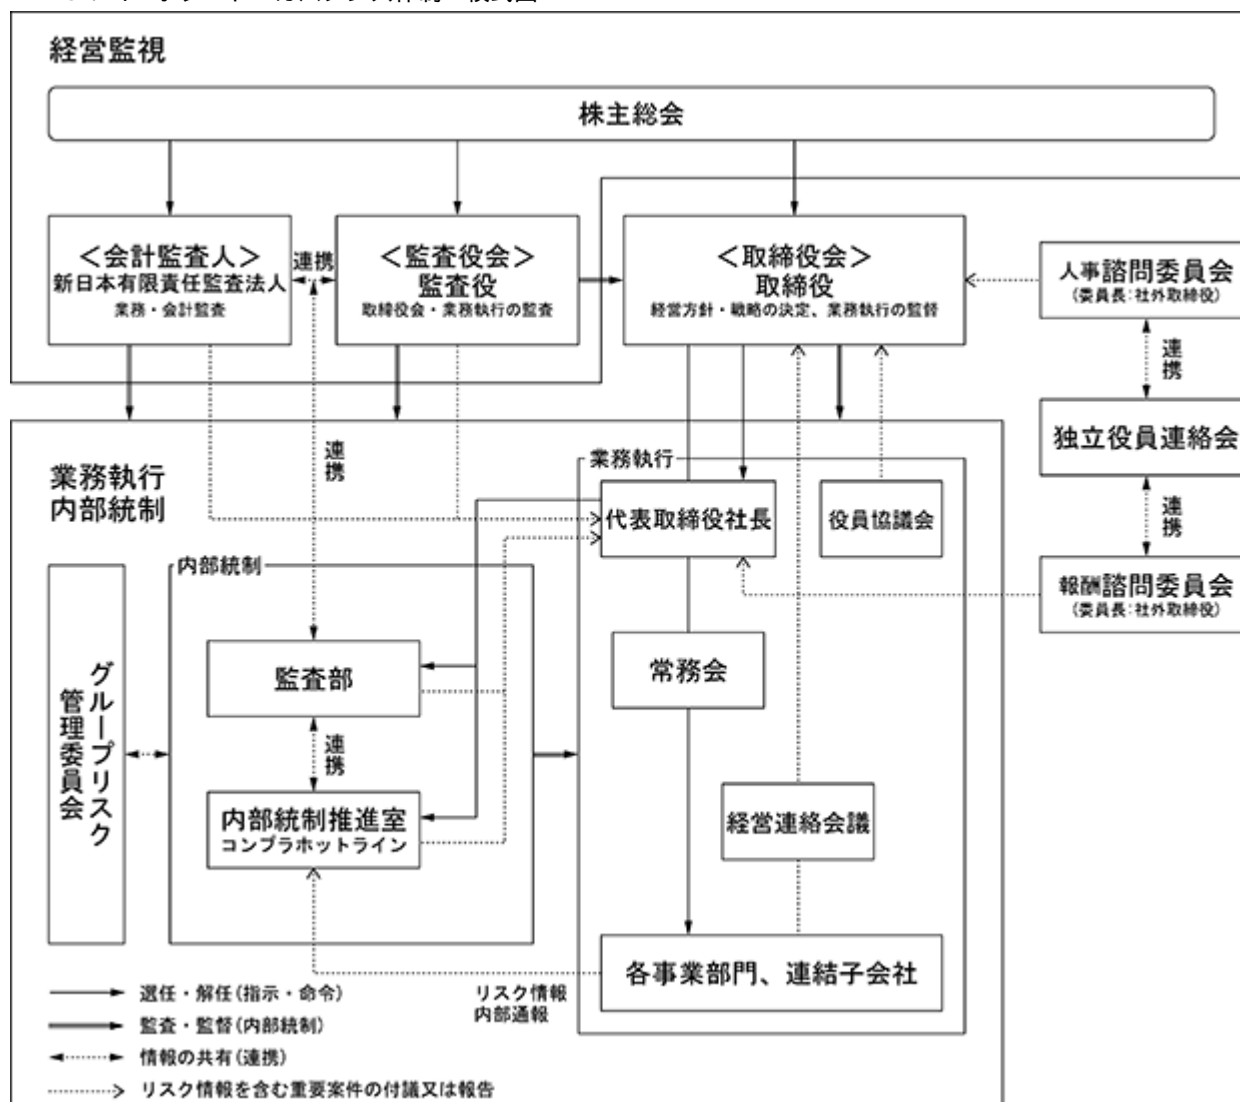 経営監視
株主総会
＜会計監査人＞
新日本有限責任監査法人
業務・会計監査
連携
＜監査役会＞
監査役
取締役会・業務執行の監査
＜取締役会＞
取締役
経営方針・戦略の決定、業務執行の監督
人事諮問委員会
(委員長：社外取締役)
連携
独立役員連絡会
連携
報酬諮問委員会
(委員長：社外取締役)
連携
業務執行
内部統制
業務執行
代表取締役社長
役員協議会
内部統制
グループリスク
管理委員会
監査部
連携
内部統制推進室
コンプラホットライン
常務会
経営連絡会議
各事業部門、連結子会社
リスク情報
内部通報
選任・解任(指示・命令)
監査・監督(内部統制)
情報の共有(連携)
リスク情報を含む重要案件の付議又は報告